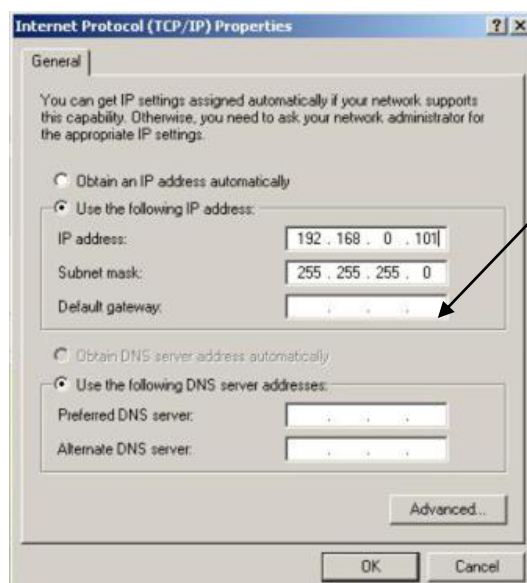 Internet Protocol (TCP/IP) Properties
General
You can get IP settings assigned automatically if your network supports
this capability. Otherwise, you need to ask your network administrator for
the appropriate IP settings.
Obtain an IP address automatically
Use the following IP address:
IP address: 192 . 168 . 0 . 101
Subnet mask: 255 . 255 . 255 . 0
Default gateway: . . .
Obtain DNS server address automatically
Use the following DNS server addresses:
Preferred DNS server: . . .
Alternate DNS server: . . .
Advanced...
OK Cancel